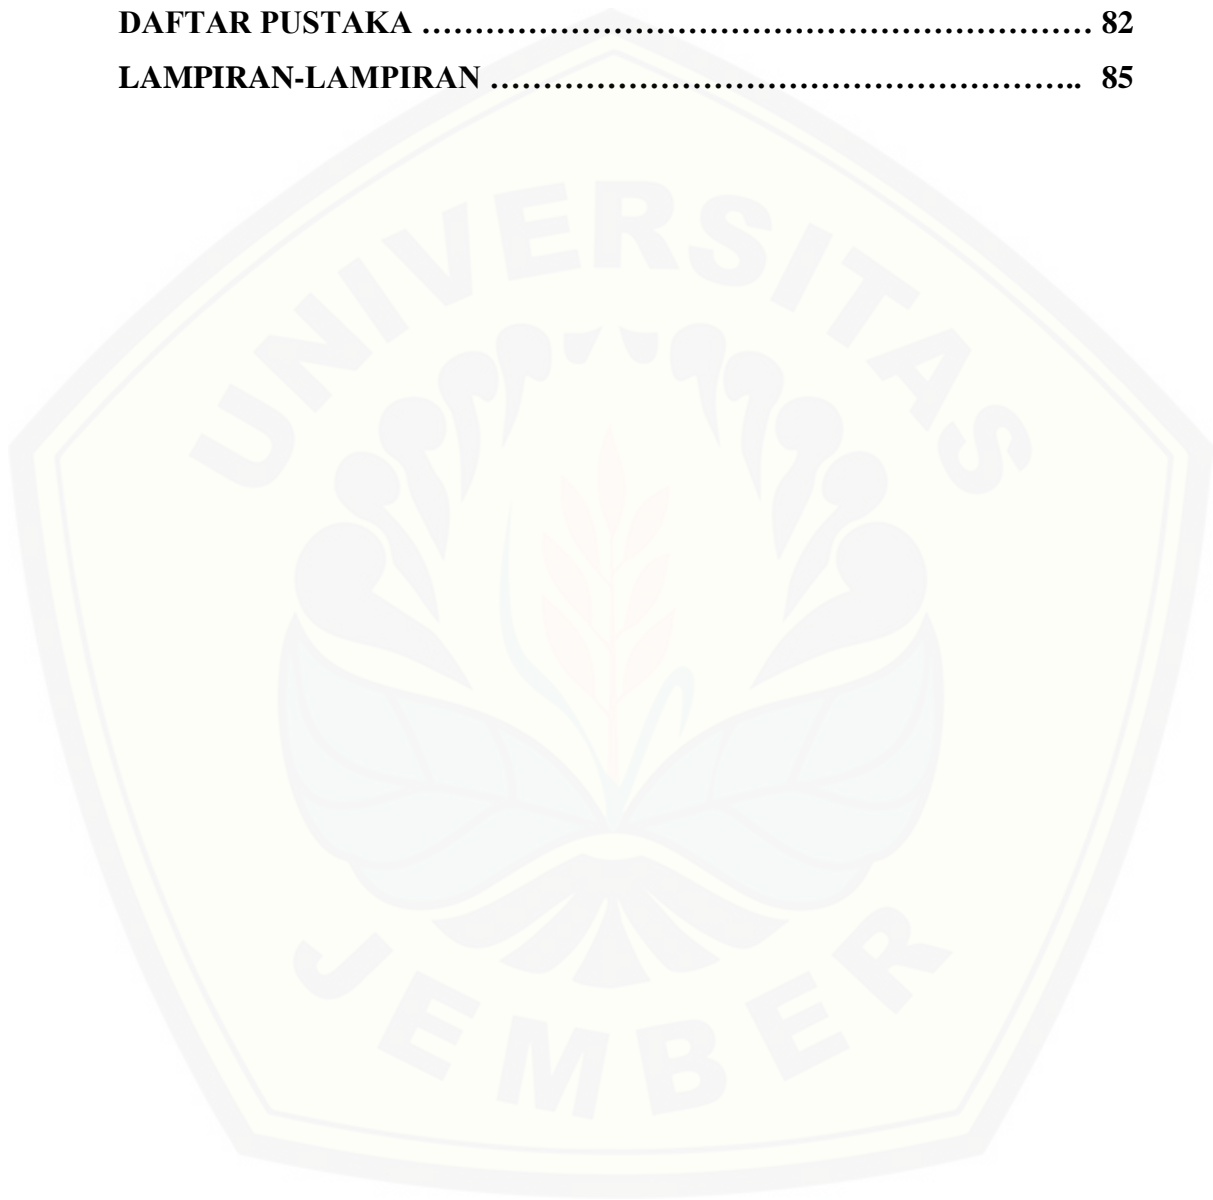 DAFTAR PUSTAKA ……………………………………………………………… 82
LAMPIRAN-LAMPIRAN …………………………………………………….. 85
UNIVERSITAS
JEMBER